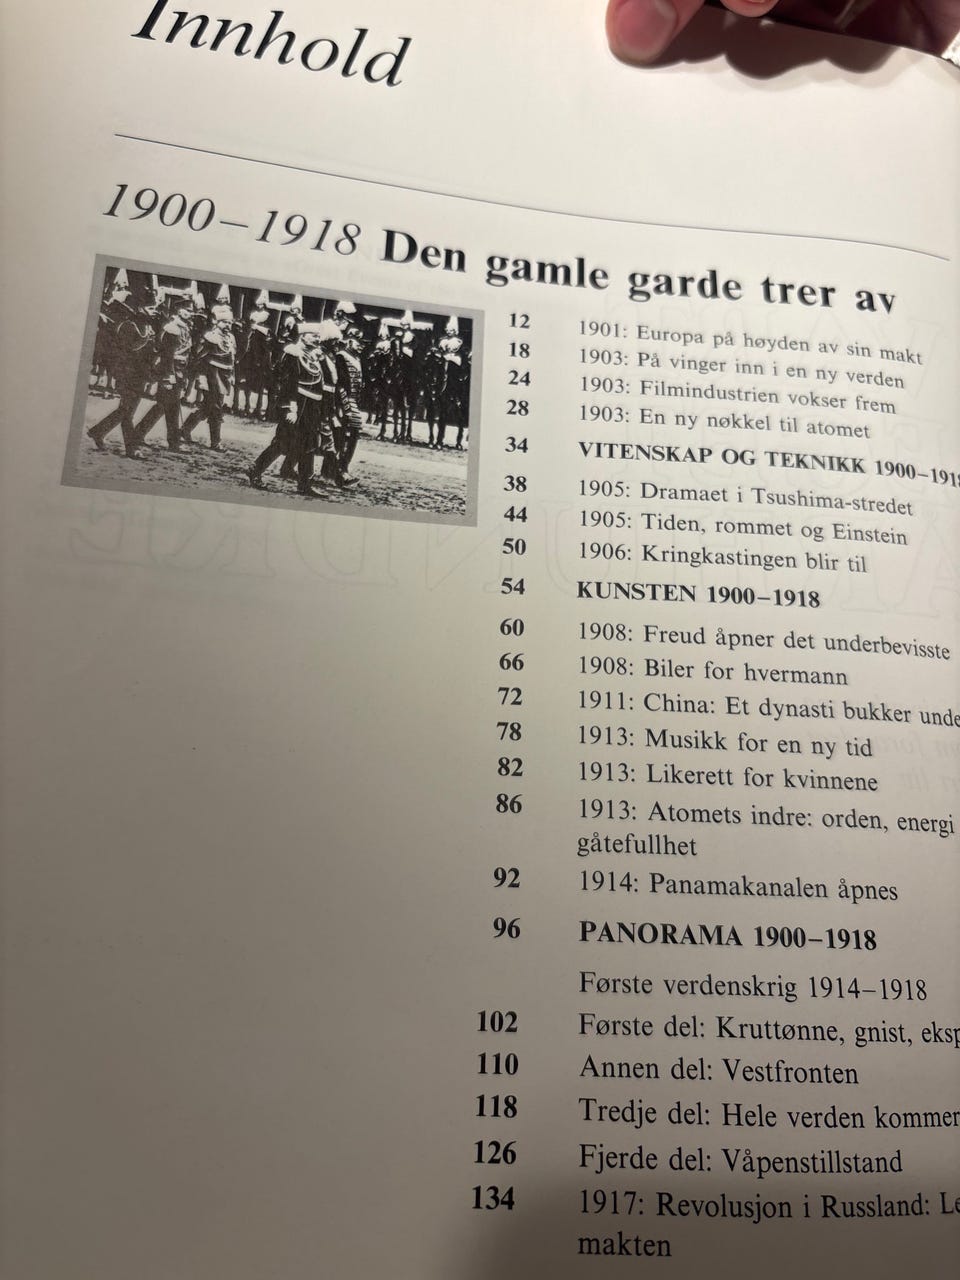 Innhold
1900–1918 Den gamle garde trer av
12 1901: Europa på høyden av sin makt
18 1903: På vinger inn i en ny verden
24 1903: Filmindustrien vokser frem
28 1903: En ny nøkkel til atomet
34 VITENSKAP OG TEKNIKK 1900–191
38 1905: Dramaet i Tsushima-stredet
44 1905: Tiden, rommet og Einstein
50 1906: Kringkastingen blir til
54 KUNSTEN 1900–1918
60 1908: Freud åpner det underbevisste
66 1908: Biler for hvermann
72 1911: China: Et dynasti bukker unde
78 1913: Musikk for en ny tid
82 1913: Likerett for kvinnene
86 1913: Atomets indre: orden, energi
gåtefullhet
92 1914: Panamakanalen åpnes
96 PANORAMA 1900–1918
Første verdenskrig 1914–1918
102 Første del: Kruttønne, gnist, eksp
110 Annen del: Vestfronten
118 Tredje del: Hele verden kommer
126 Fjerde del: Våpenstillstand
134 1917: Revolusjon i Russland: Le
makten